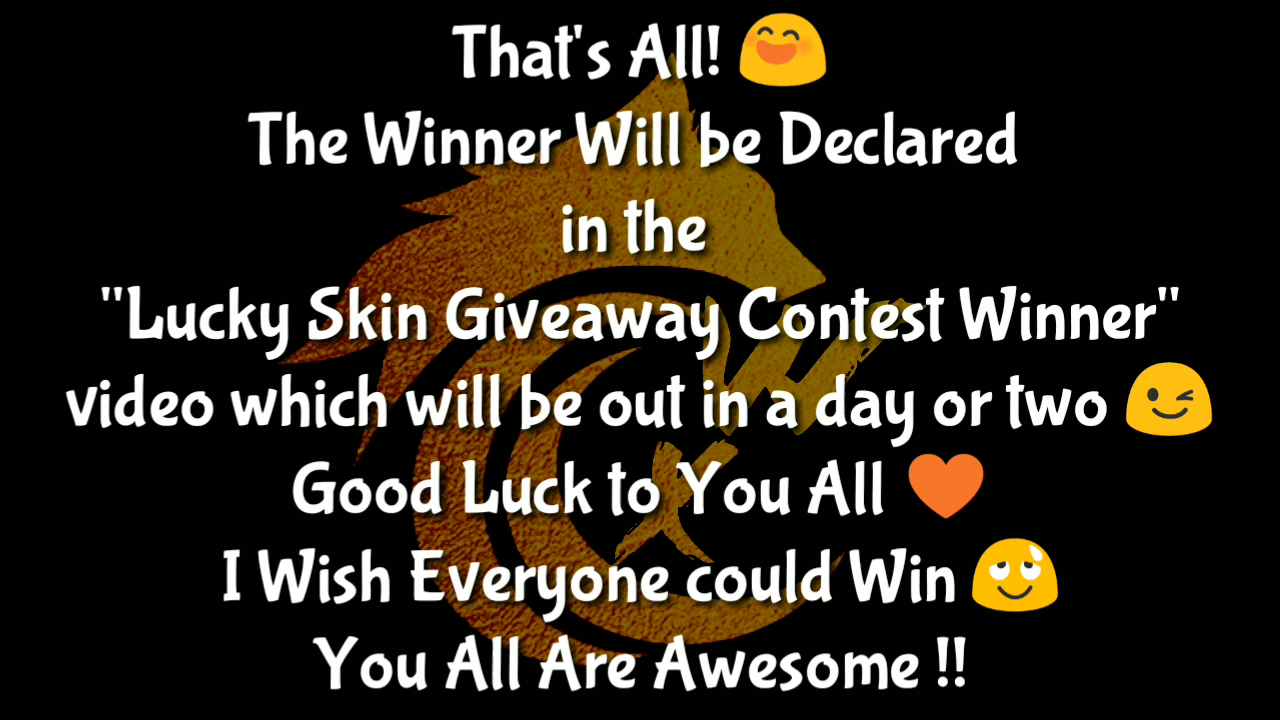 That's All! 😄
The Winner Will be Declared
in the
"Lucky Skin Giveaway Contest Winner"
video which will be out in a day or two 😉
Good Luck to You All ❤
I Wish Everyone could Win 😅
You All Are Awesome !!
W
X